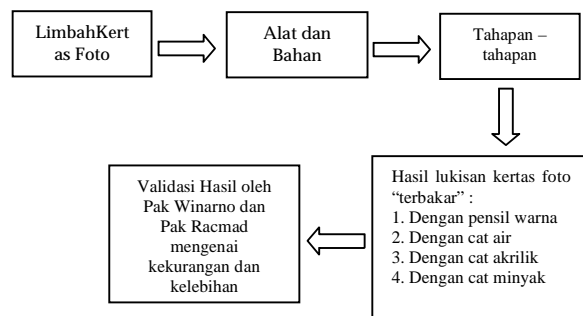 LimbahKert
as Foto
Alat dan
Bahan
Tahapan –
tahapan
Hasil lukisan kertas foto
“terbakar” :
1. Dengan pensil warna
2. Dengan cat air
3. Dengan cat akrilik
4. Dengan cat minyak
Validasi Hasil oleh
Pak Winarno dan
Pak Racmad
mengenai
kekurangan dan
kelebihan